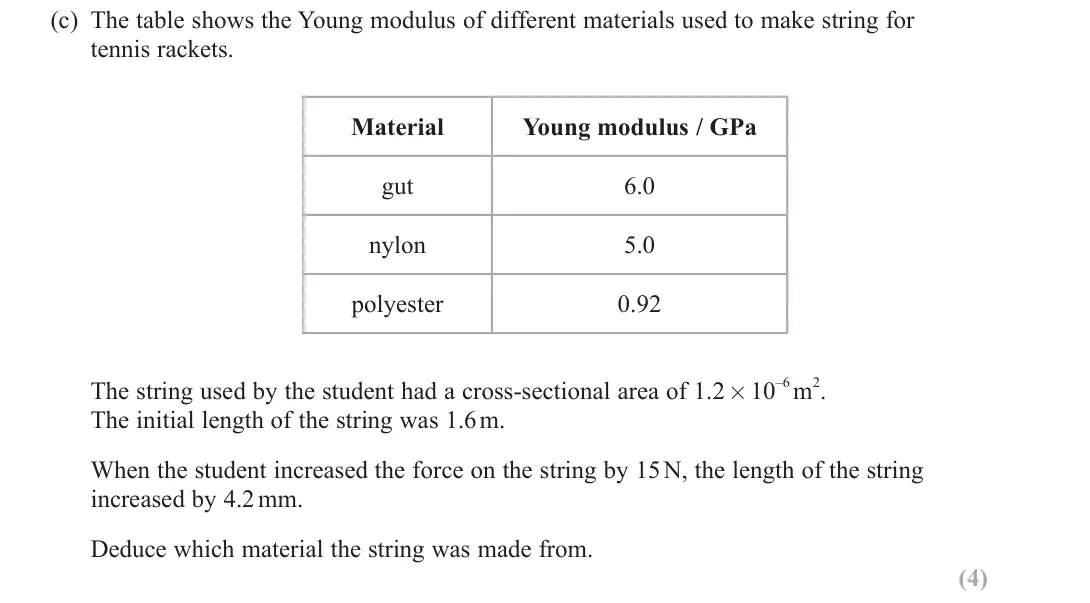 (c) The table shows the Young modulus of different materials used to make string for
tennis rackets.
Material Young modulus / GPa
gut 6.0
nylon 5.0
polyester 0.92
The string used by the student had a cross-sectional area of 1.2 × 10⁻⁶ m².
The initial length of the string was 1.6 m.
When the student increased the force on the string by 15 N, the length of the string
increased by 4.2 mm.
Deduce which material the string was made from.
(4)